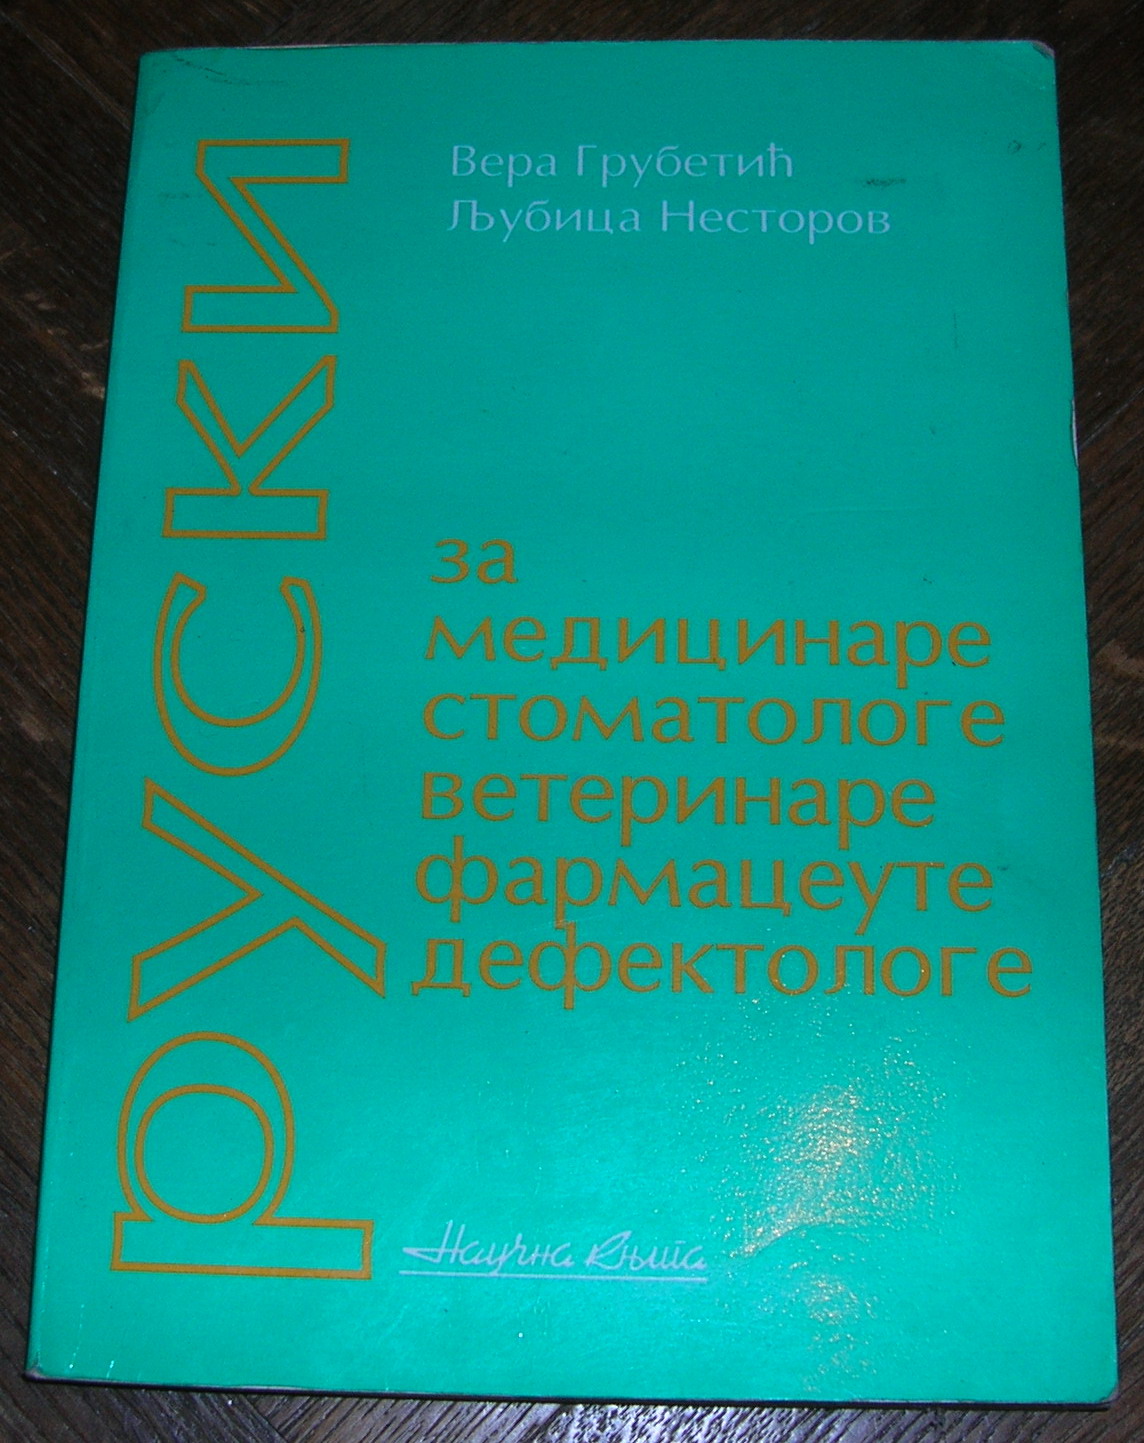 Вера Грубетић
Љубица Несторов
РУСКИ
за
медицинаре
стоматологе
ветеринаре
фармацеуте
дефектологе
Научна Књига